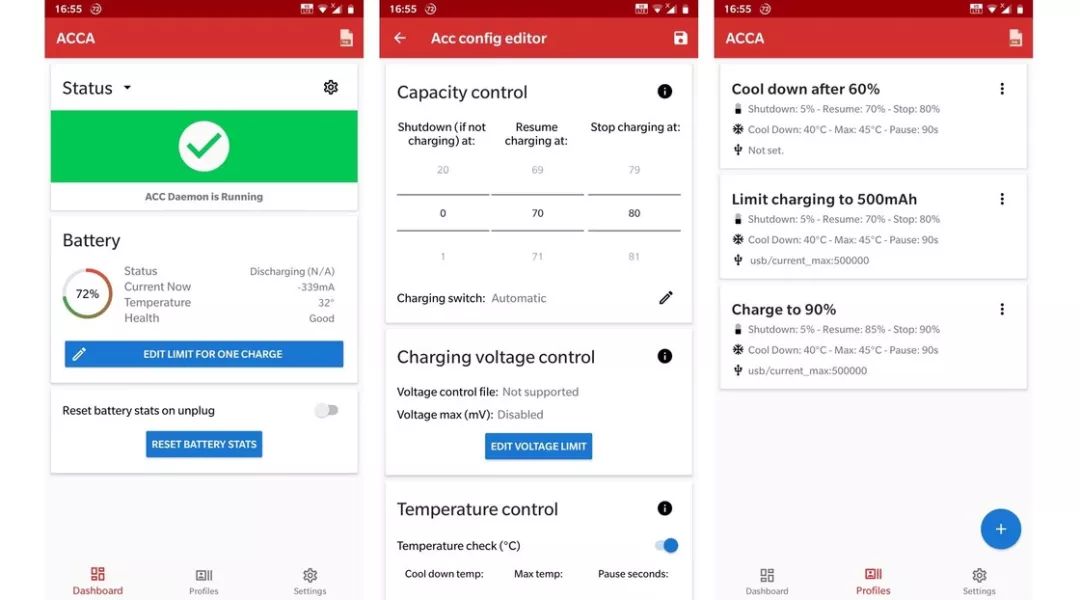 16:55 72
ACCA
Status
ACC Daemon is Running
Battery
72%
Status Discharging (N/A)
Current Now -339mA
Temperature 32°
Health Good
EDIT LIMIT FOR ONE CHARGE
Reset battery stats on unplug
RESET BATTERY STATS
Dashboard Profiles Settings
16:55 72
Acc config editor
Capacity control
Shutdown (if not charging) at:
Resume charging at:
Stop charging at:
20 69 79
0 70 80
1 71 81
Charging switch: Automatic
Charging voltage control
Voltage control file: Not supported
Voltage max (mV): Disabled
EDIT VOLTAGE LIMIT
Temperature control
Temperature check (°C)
Cool down temp: Max temp: Pause seconds:
16:55 72
ACCA
Cool down after 60%
Shutdown: 5% - Resume: 70% - Stop: 80%
Cool Down: 40°C - Max: 45°C - Pause: 90s
Not set.
Limit charging to 500mAh
Shutdown: 5% - Resume: 70% - Stop: 80%
Cool Down: 40°C - Max: 45°C - Pause: 90s
usb/current_max:500000
Charge to 90%
Shutdown: 5% - Resume: 85% - Stop: 90%
Cool Down: 40°C - Max: 45°C - Pause: 90s
usb/current_max:500000
+
Dashboard Profiles Settings